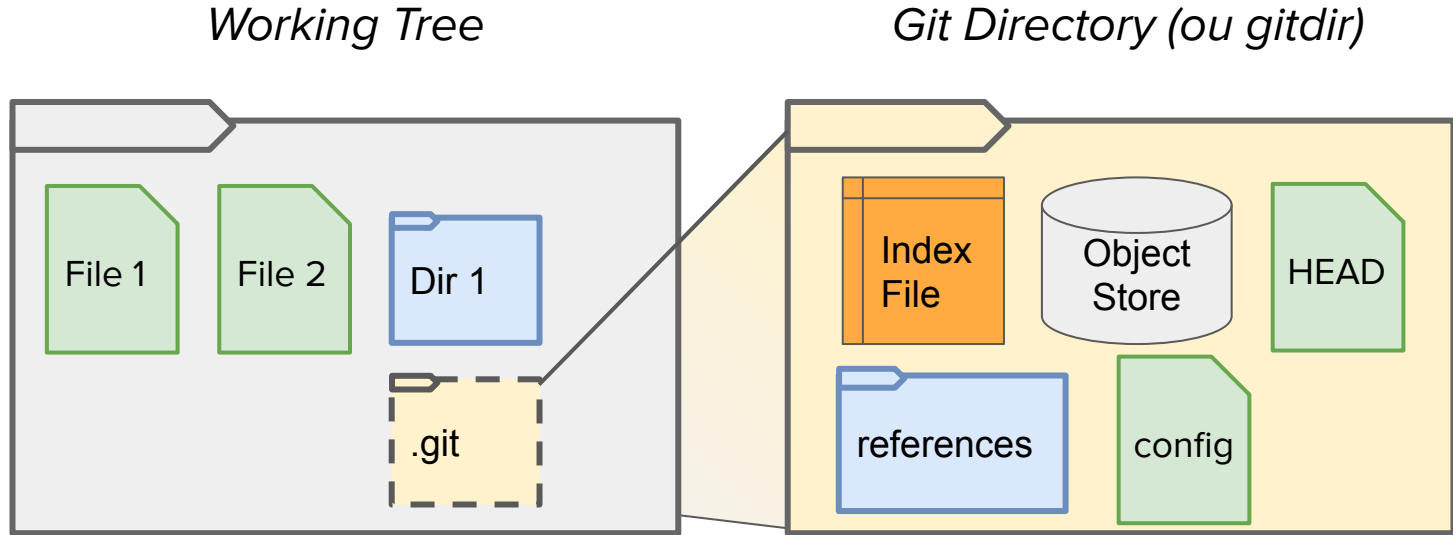 Working Tree
Git Directory (ou gitdir)
File 1
File 2
Dir 1
.git
Index
File
Object
Store
HEAD
references
config